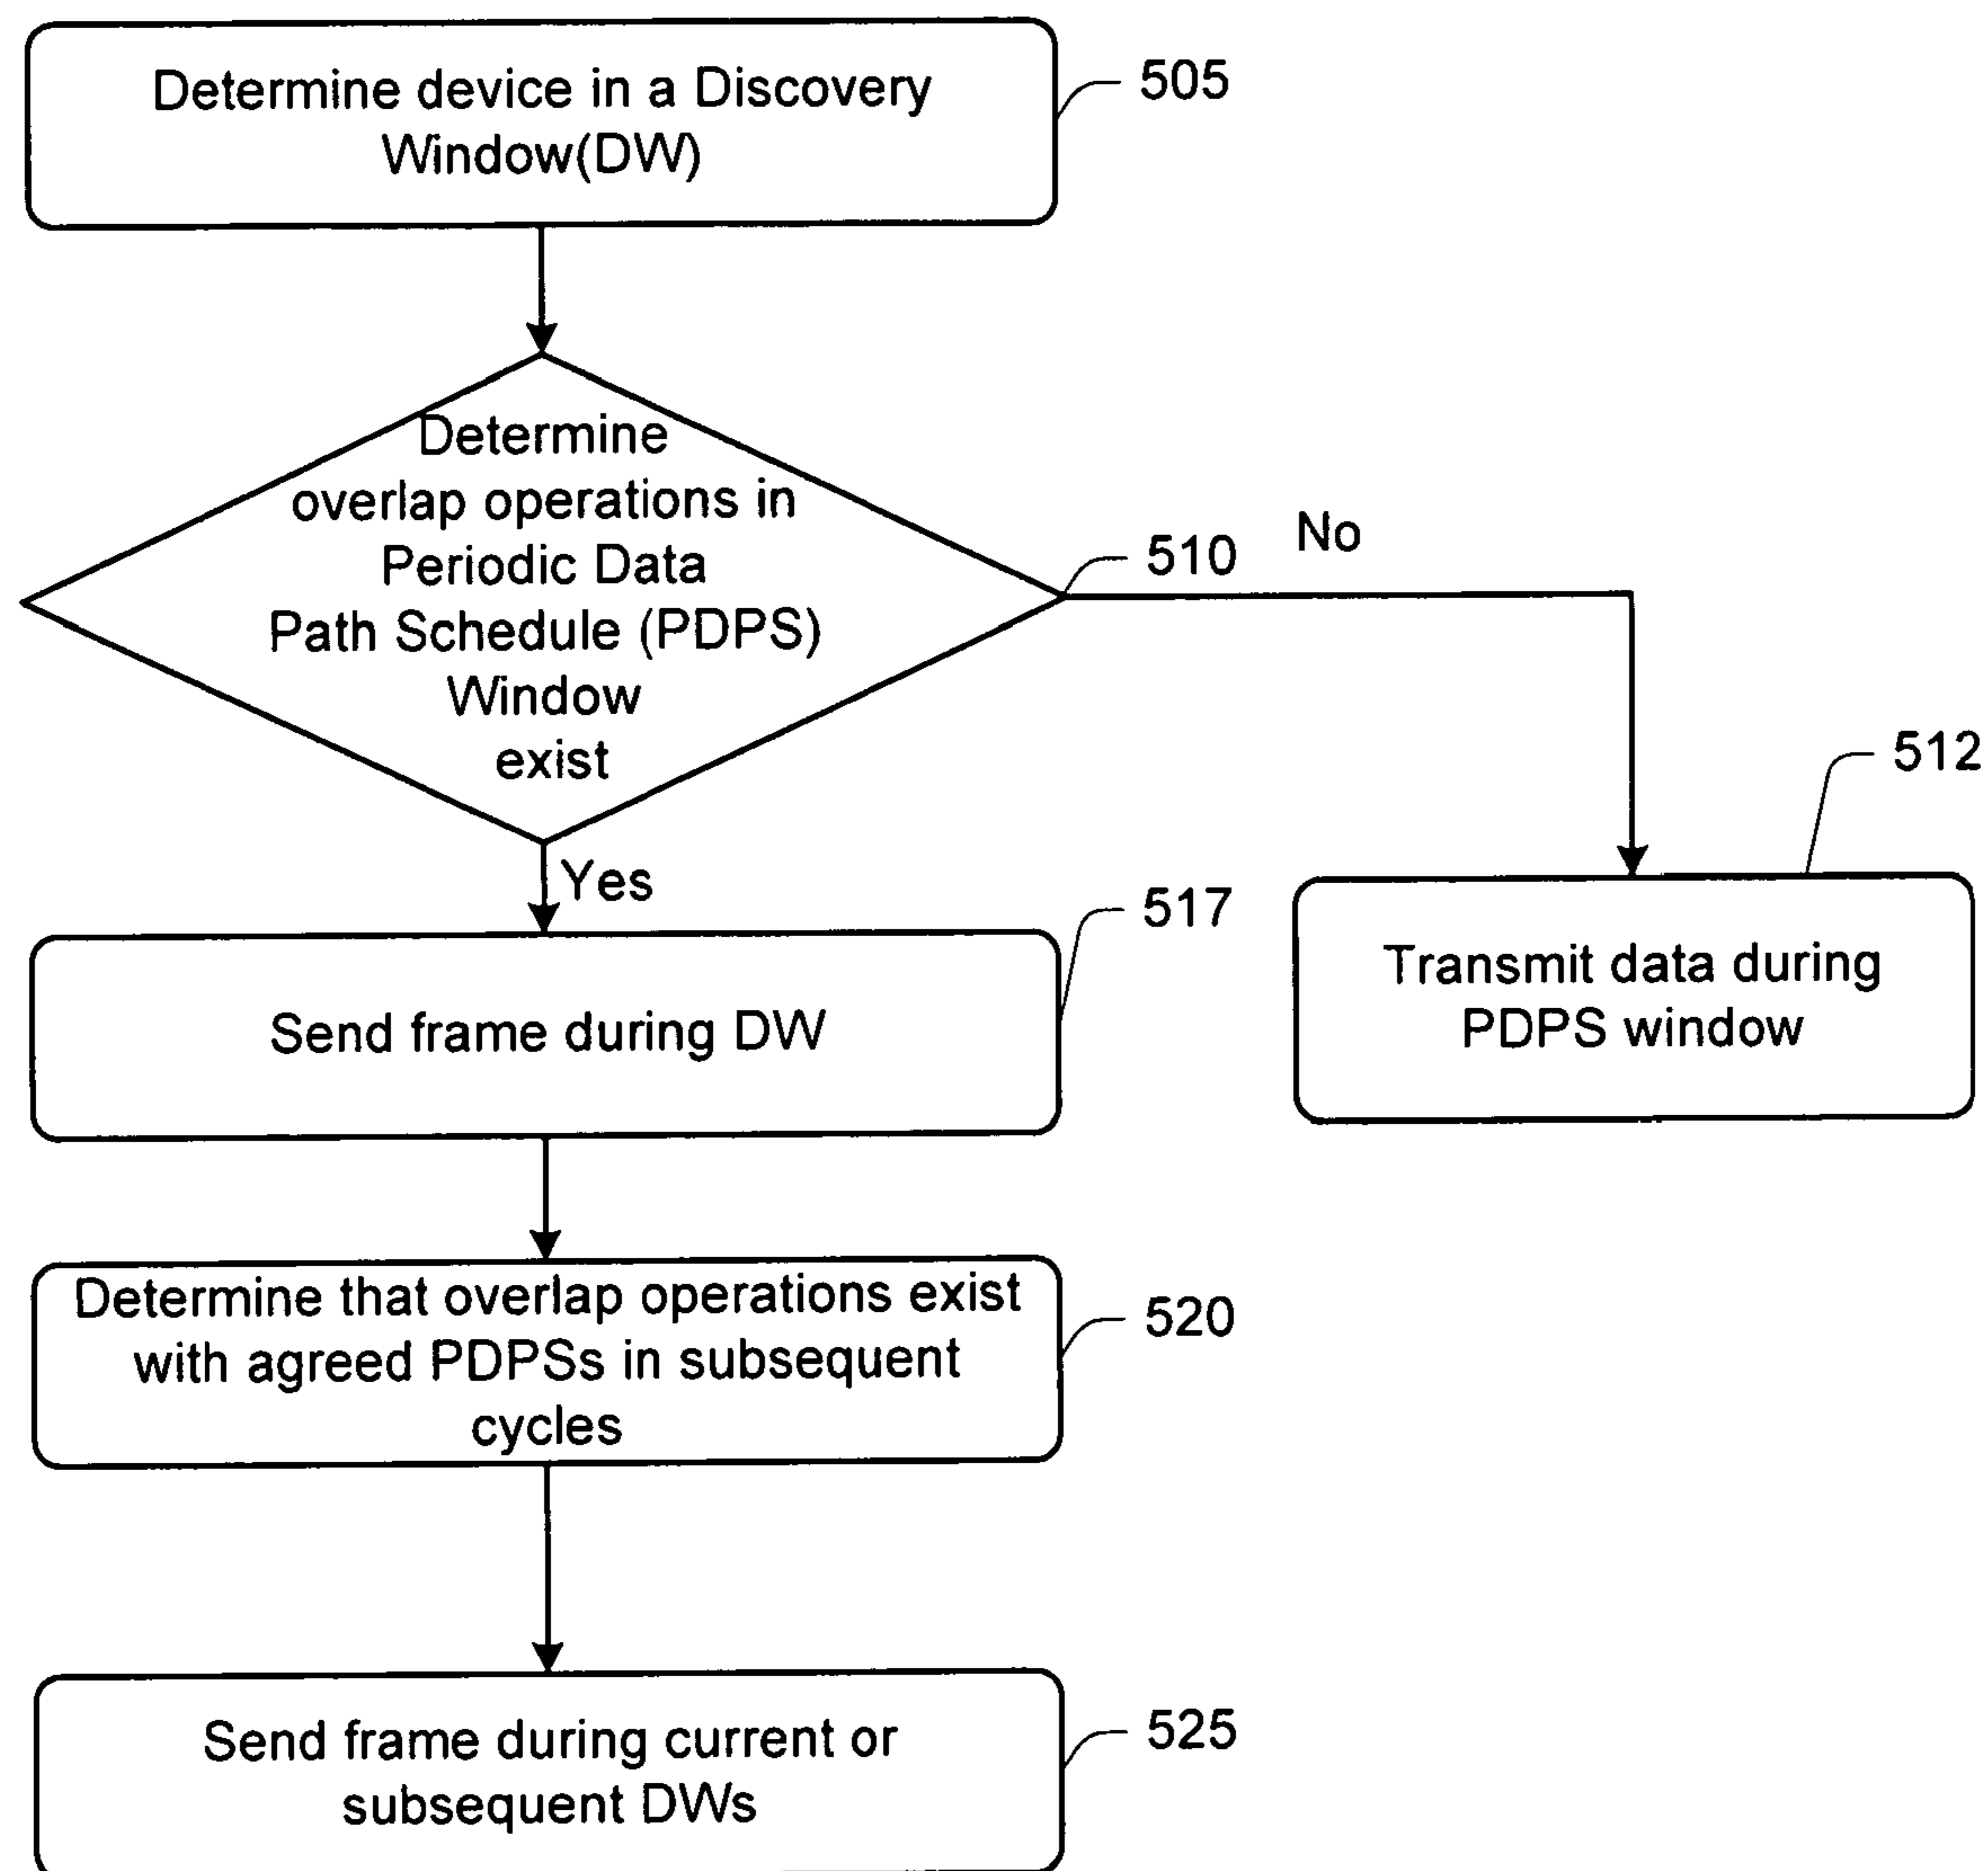 Determine device in a Discovery
Window(DW)
505
Determine
overlap operations in
Periodic Data
Path Schedule (PDPS)
Window
exist
510
No
512
Yes
517
Send frame during DW
Transmit data during
PDPS window
Determine that overlap operations exist
with agreed PDPSs in subsequent
cycles
520
Send frame during current or
subsequent DWs
525